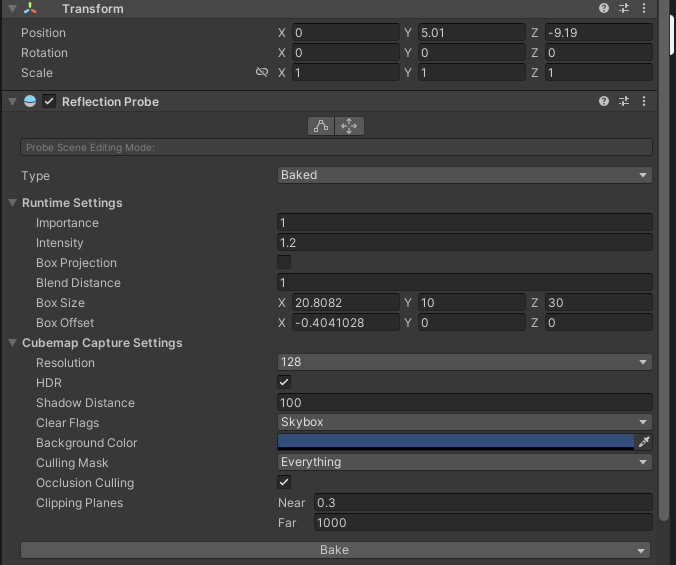 Transform
Position X 0 Y 5.01 Z -9.19
Rotation X 0 Y 0 Z 0
Scale X 1 Y 1 Z 1
Reflection Probe
Probe Scene Editing Mode:
Type Baked
Runtime Settings
Importance 1
Intensity 1.2
Box Projection
Blend Distance 1
Box Size X 20.8082 Y 10 Z 30
Box Offset X -0.4041028 Y 0 Z 0
Cubemap Capture Settings
Resolution 128
HDR
Shadow Distance 100
Clear Flags Skybox
Background Color
Culling Mask Everything
Occlusion Culling
Clipping Planes Near 0.3
Far 1000
Bake